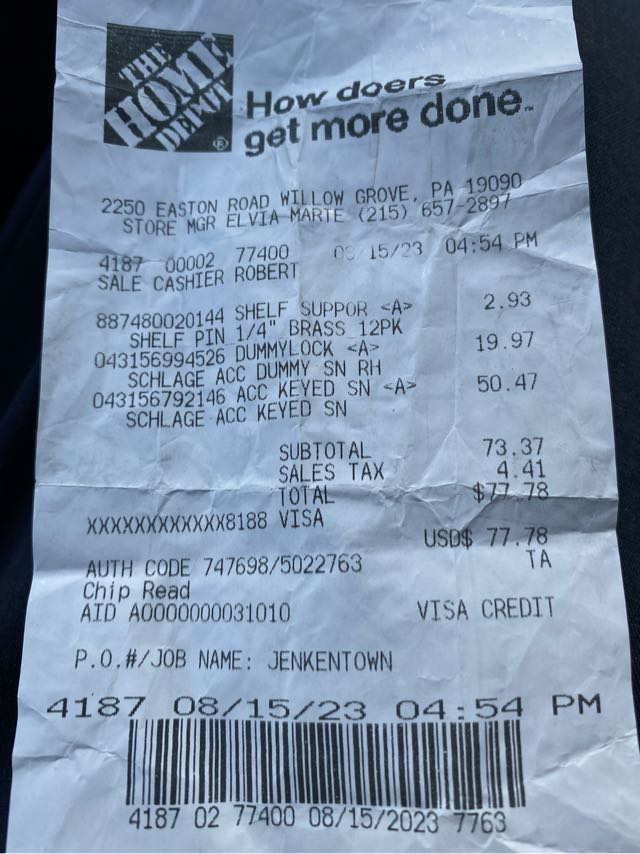 THE
HOME
DEPOT®
How doers
get more done™
2250 EASTON ROAD WILLOW GROVE, PA 19090
STORE MGR ELVIA MARTE (215) 657-2897
4187 00002 77400 08/15/23 04:54 PM
SALE CASHIER ROBERT
887480020144 SHELF SUPPOR <A> 2.93
SHELF PIN 1/4" BRASS 12PK
043156994526 DUMMYLOCK <A> 19.97
SCHLAGE ACC DUMMY SN RH
043156792146 ACC KEYED SN <A> 50.47
SCHLAGE ACC KEYED SN
SUBTOTAL 73.37
SALES TAX 4.41
TOTAL $77.78
XXXXXXXXXXXX8188 VISA
USD$ 77.78
AUTH CODE 747698/5022763 TA
Chip Read
AID A0000000031010 VISA CREDIT
P.O.#/JOB NAME: JENKENTOWN
4187 08/15/23 04:54 PM
4187 02 77400 08/15/2023 7763